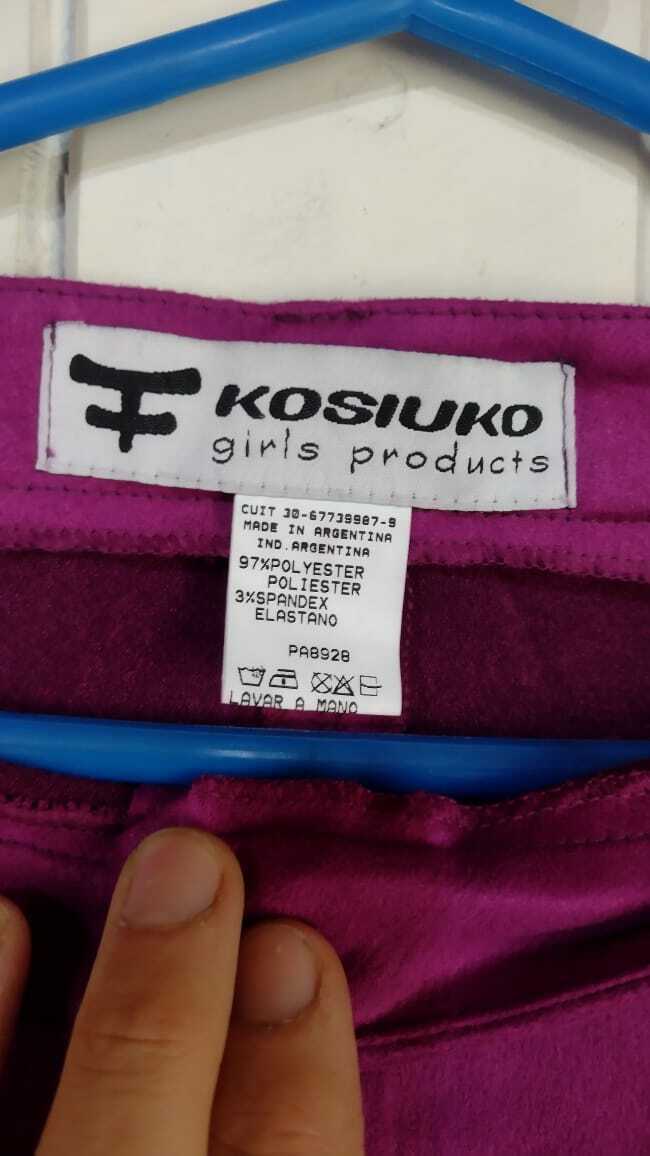 KOSIUKO
girls products
CUIT 30-67739987-9
MADE IN ARGENTINA
IND.ARGENTINA
97%POLYESTER
POLIESTER
3%SPANDEX
ELASTANO
PA8928
LAVAR A MANO